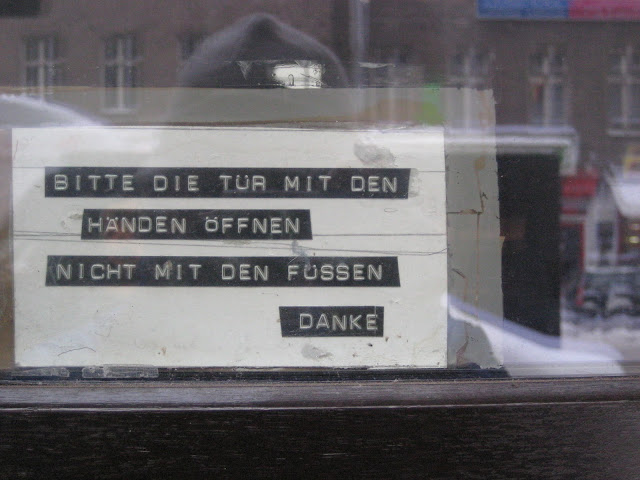 BITTE DIE TÜR MIT DEN
HÄNDEN ÖFFNEN
NICHT MIT DEN FÜSSEN
DANKE